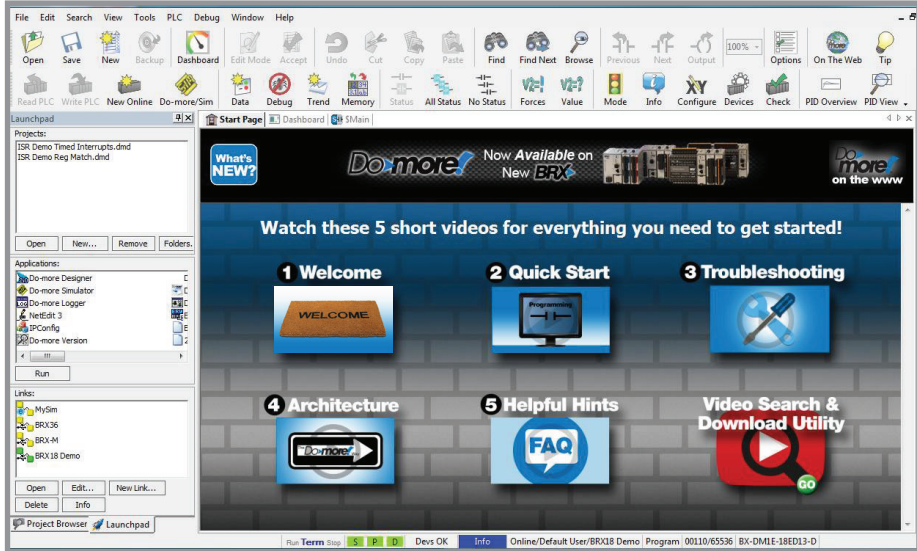 File Edit Search View Tools PLC Debug Window Help
Open Save New Backup Dashboard Edit Mode Accept Undo Cut Copy Paste Find Find Next Browse Previous Next Output 100% Options On The Web Tip
Read PLC Write PLC New Online Do-more/Sim Data Debug Trend Memory Status All Status No Status Forces Value Mode Info Configure Devices Check PID Overview PID View
Launchpad
Start Page Dashboard $Main
Projects:
ISR Demo Timed Interrupts.dmd
ISR Demo Reg Match.dmd
Open New... Remove Folders.
Applications:
Do-more Designer
Do-more Simulator
Do-more Logger
NetEdit 3
IPConfig
Do-more Version
Run
Links:
MySim
BRX36
BRX-M
BRX18 Demo
Open Edit... New Link...
Delete Info
Project Browser Launchpad
What's
NEW?
Do-more!
Now Available on
New BRX
Do-more!
on the www
Watch these 5 short videos for everything you need to get started!
1 Welcome
WELCOME
2 Quick Start
Programming
3 Troubleshooting
4 Architecture
Do-more!
5 Helpful Hints
FAQ
Video Search &
Download Utility
GO
Run Term Stop S P D Devs OK Info Online/Default User/BRX18 Demo Program 00110/65536 BX-DM1E-18ED13-D